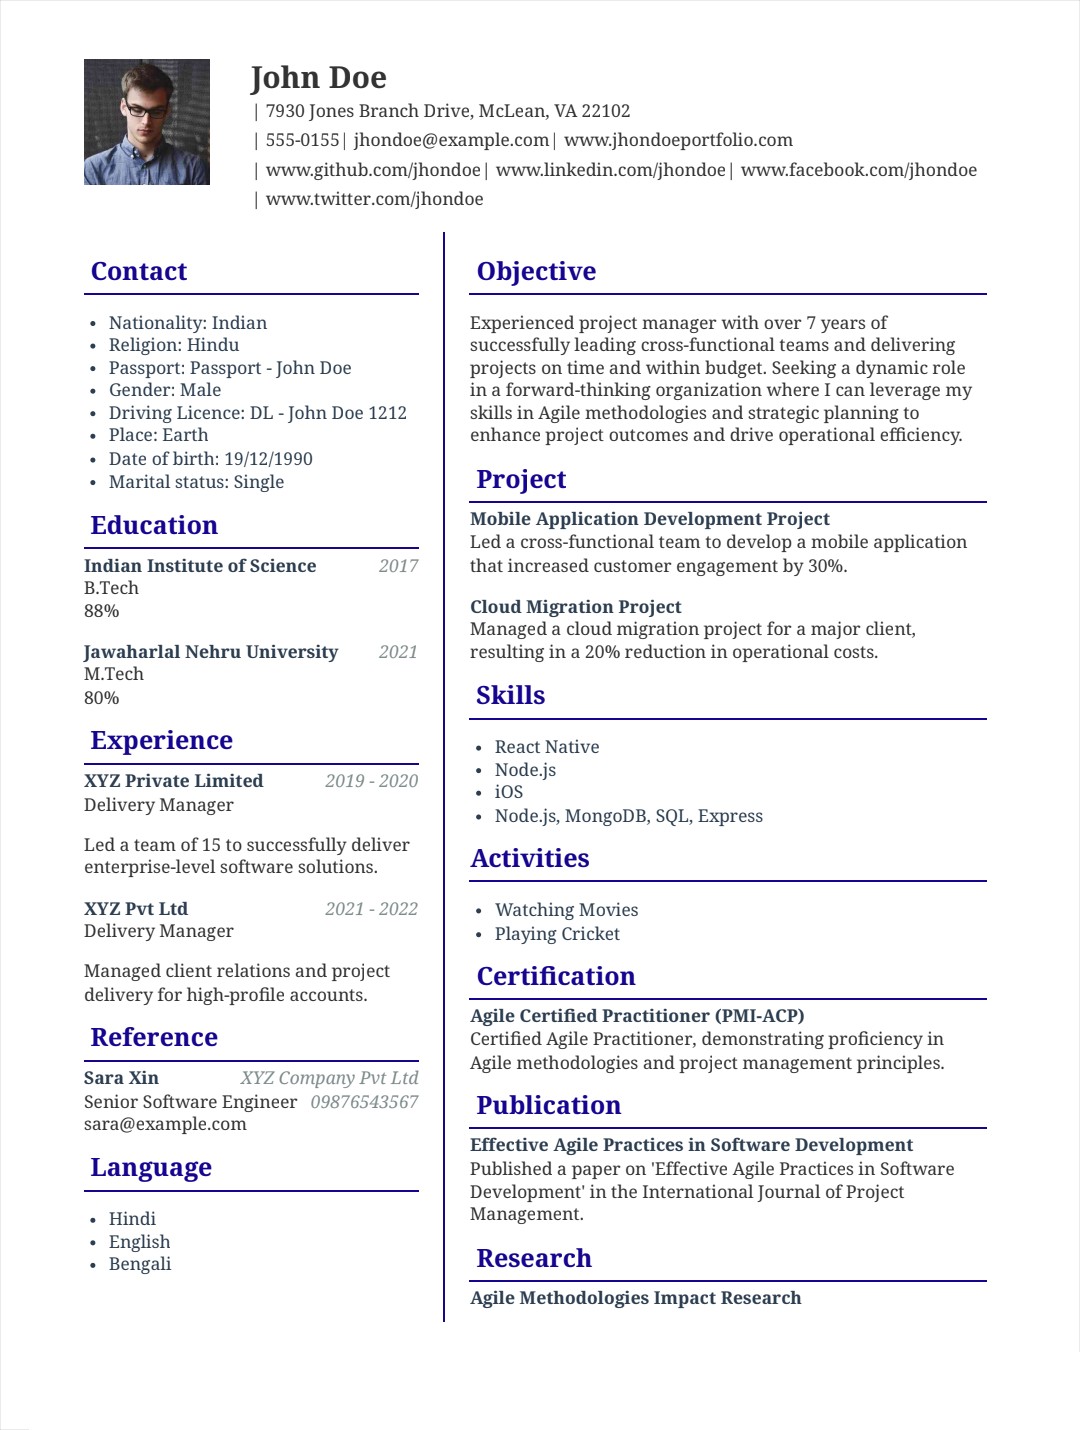 John Doe
| 7930 Jones Branch Drive, McLean, VA 22102
| 555-0155| jhondoe@example.com| www.jhondoeportfolio.com
| www.github.com/jhondoe| www.linkedin.com/jhondoe| www.facebook.com/jhondoe
| www.twitter.com/jhondoe
Contact
• Nationality: Indian
• Religion: Hindu
• Passport: Passport - John Doe
• Gender: Male
• Driving Licence: DL - John Doe 1212
• Place: Earth
• Date of birth: 19/12/1990
• Marital status: Single
Education
Indian Institute of Science 2017
B.Tech
88%
Jawaharlal Nehru University 2021
M.Tech
80%
Experience
XYZ Private Limited 2019 - 2020
Delivery Manager
Led a team of 15 to successfully deliver
enterprise-level software solutions.
XYZ Pvt Ltd 2021 - 2022
Delivery Manager
Managed client relations and project
delivery for high-profile accounts.
Reference
Sara Xin XYZ Company Pvt Ltd
Senior Software Engineer 09876543567
sara@example.com
Language
• Hindi
• English
• Bengali
Objective
Experienced project manager with over 7 years of
successfully leading cross-functional teams and delivering
projects on time and within budget. Seeking a dynamic role
in a forward-thinking organization where I can leverage my
skills in Agile methodologies and strategic planning to
enhance project outcomes and drive operational efficiency.
Project
Mobile Application Development Project
Led a cross-functional team to develop a mobile application
that increased customer engagement by 30%.
Cloud Migration Project
Managed a cloud migration project for a major client,
resulting in a 20% reduction in operational costs.
Skills
• React Native
• Node.js
• iOS
• Node.js, MongoDB, SQL, Express
Activities
• Watching Movies
• Playing Cricket
Certification
Agile Certified Practitioner (PMI-ACP)
Certified Agile Practitioner, demonstrating proficiency in
Agile methodologies and project management principles.
Publication
Effective Agile Practices in Software Development
Published a paper on 'Effective Agile Practices in Software
Development' in the International Journal of Project
Management.
Research
Agile Methodologies Impact Research